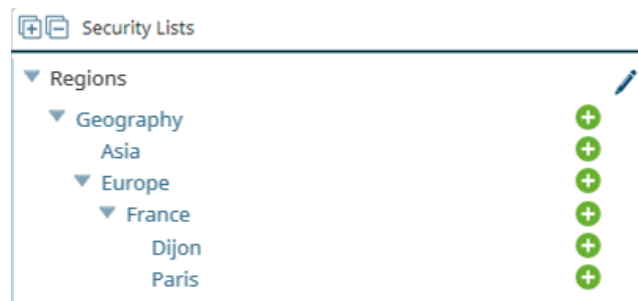 Security Lists
Regions
Geography
Asia
Europe
France
Dijon
Paris